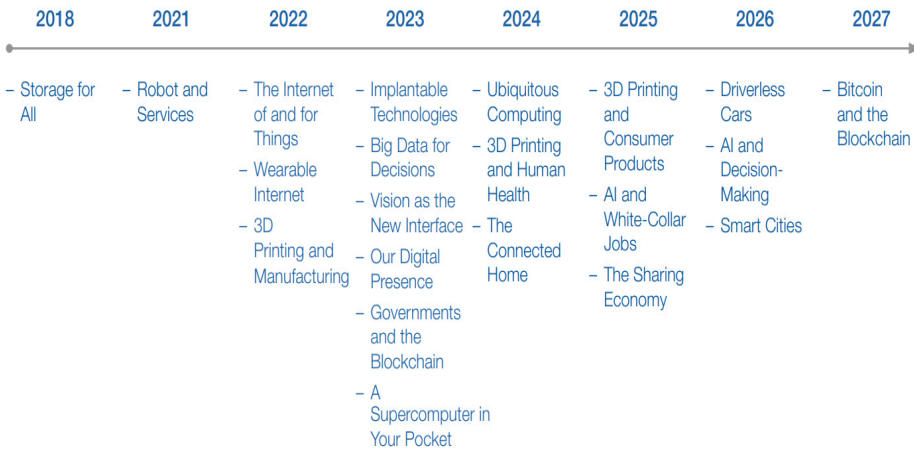 2018
2021
2022
2023
2024
2025
2026
2027
– Storage for
All
– Robot and
Services
– The Internet
of and for
Things
– Wearable
Internet
– 3D
Printing and
Manufacturing
– Implantable
Technologies
– Big Data for
Decisions
– Vision as the
New Interface
– Our Digital
Presence
– Governments
and the
Blockchain
– A
Supercomputer in
Your Pocket
– Ubiquitous
Computing
– 3D Printing
and Human
Health
– The
Connected
Home
– 3D Printing
and
Consumer
Products
– AI and
White-Collar
Jobs
– The Sharing
Economy
– Driverless
Cars
– AI and
Decision-
Making
– Smart Cities
– Bitcoin
and the
Blockchain